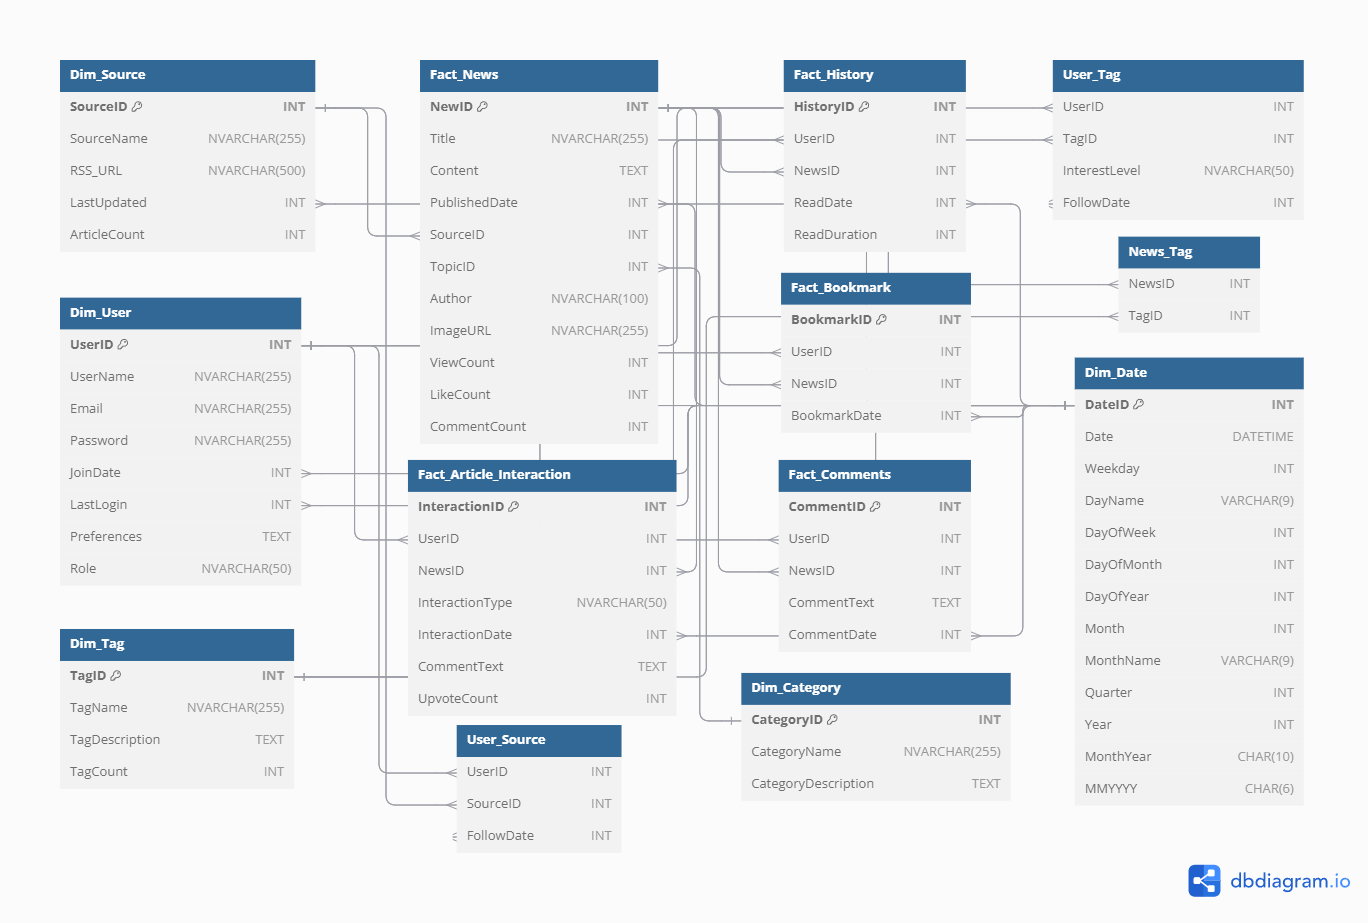 Dim_Source
SourceID INT
SourceName NVARCHAR(255)
RSS_URL NVARCHAR(500)
LastUpdated INT
ArticleCount INT
Fact_News
NewID INT
Title NVARCHAR(255)
Content TEXT
PublishedDate INT
SourceID INT
TopicID INT
Author NVARCHAR(100)
ImageURL NVARCHAR(255)
ViewCount INT
LikeCount INT
CommentCount INT
Fact_History
HistoryID INT
UserID INT
NewsID INT
ReadDate INT
ReadDuration INT
User_Tag
UserID INT
TagID INT
InterestLevel NVARCHAR(50)
FollowDate INT
News_Tag
NewsID INT
TagID INT
Dim_User
UserID INT
UserName NVARCHAR(255)
Email NVARCHAR(255)
Password NVARCHAR(255)
JoinDate INT
LastLogin INT
Preferences TEXT
Role NVARCHAR(50)
Fact_Bookmark
BookmarkID INT
UserID INT
NewsID INT
BookmarkDate INT
Dim_Date
DateID INT
Date DATETIME
Weekday INT
DayName VARCHAR(9)
DayOfWeek INT
DayOfMonth INT
DayOfYear INT
Month INT
MonthName VARCHAR(9)
Quarter INT
Year INT
MonthYear CHAR(10)
MMYYYY CHAR(6)
Fact_Article_Interaction
InteractionID INT
UserID INT
NewsID INT
InteractionType NVARCHAR(50)
InteractionDate INT
CommentText TEXT
UpvoteCount INT
Fact_Comments
CommentID INT
UserID INT
NewsID INT
CommentText TEXT
CommentDate INT
Dim_Tag
TagID INT
TagName NVARCHAR(255)
TagDescription TEXT
TagCount INT
User_Source
UserID INT
SourceID INT
FollowDate INT
Dim_Category
CategoryID INT
CategoryName NVARCHAR(255)
CategoryDescription TEXT
dbdiagram.io